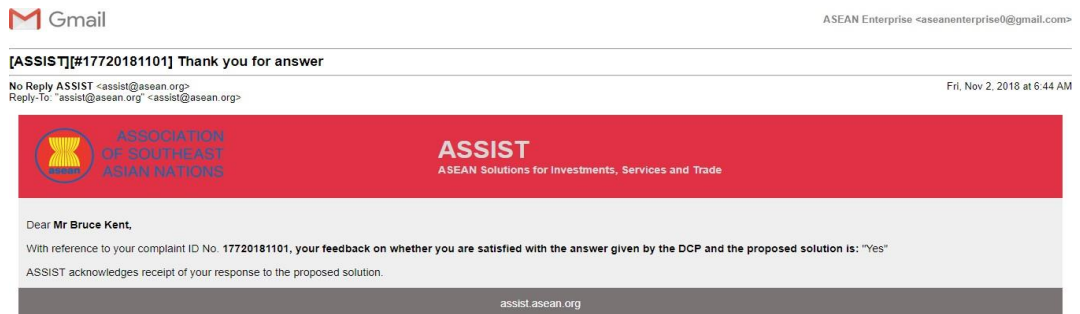 Gmail
ASEAN Enterprise <aseanenterprise0@gmail.com>
[ASSIST][#17720181101] Thank you for answer
No Reply ASSIST <assist@asean.org>
Fri, Nov 2, 2018 at 6:44 AM
Reply-To: "assist@asean.org" <assist@asean.org>
ASSOCIATION
OF SOUTHEAST
ASIAN NATIONS
asean
ASSIST
ASEAN Solutions for Investments, Services and Trade
Dear Mr Bruce Kent,
With reference to your complaint ID No. 17720181101, your feedback on whether you are satisfied with the answer given by the DCP and the proposed solution is: "Yes"
ASSIST acknowledges receipt of your response to the proposed solution.
assist.asean.org